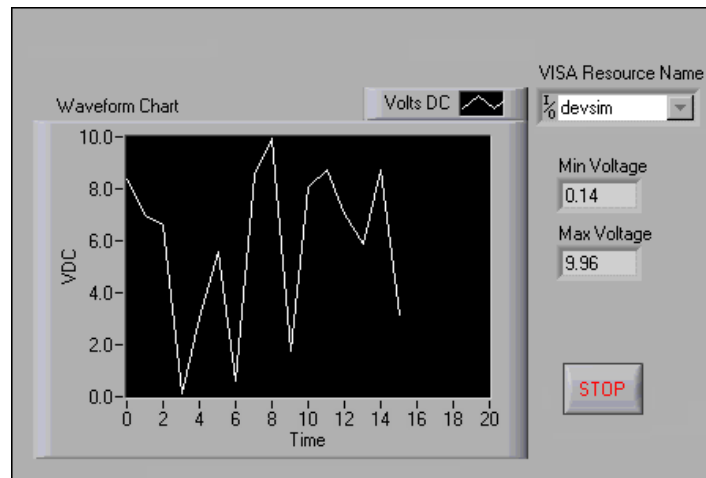 VISA Resource Name
Waveform Chart
Volts DC
I/O devsim
10.0
8.0
6.0
4.0
2.0
0.0
VDC
0 2 4 6 8 10 12 14 16 18 20
Time
Min Voltage
0.14
Max Voltage
9.96
STOP